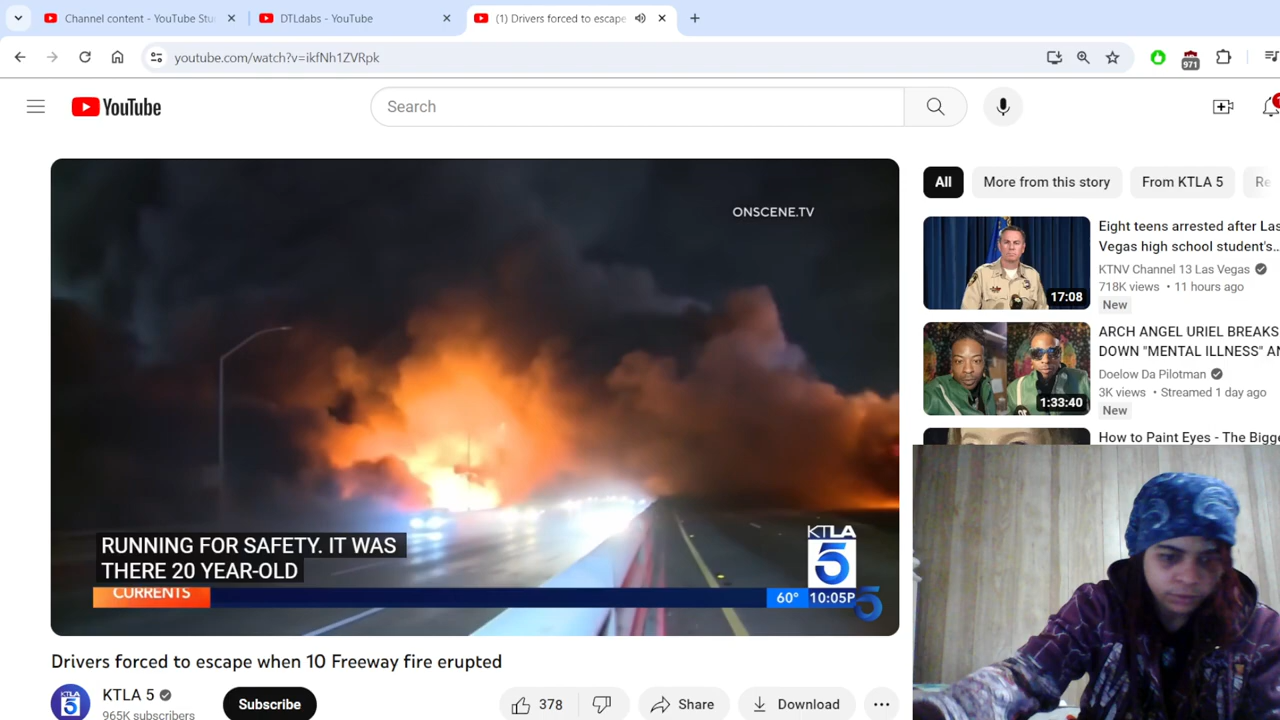 Channel content - YouTube Stu
DTLdabs - YouTube
(1) Drivers forced to escape
youtube.com/watch?v=ikfNh1ZVRpk
971
YouTube
Search
ONSCENE.TV
RUNNING FOR SAFETY. IT WAS
THERE 20 YEAR-OLD
CURRENTS
KTLA
5
60° 10:05P
Drivers forced to escape when 10 Freeway fire erupted
KTLA 5
965K subscribers
Subscribe
378
Share
Download
All
More from this story
From KTLA 5
Re
Eight teens arrested after Las
Vegas high school student's...
KTNV Channel 13 Las Vegas
718K views • 11 hours ago
New
17:08
ARCH ANGEL URIEL BREAKS
DOWN "MENTAL ILLNESS" AN
Doelow Da Pilotman
3K views • Streamed 1 day ago
New
1:33:40
How to Paint Eyes - The Bigge